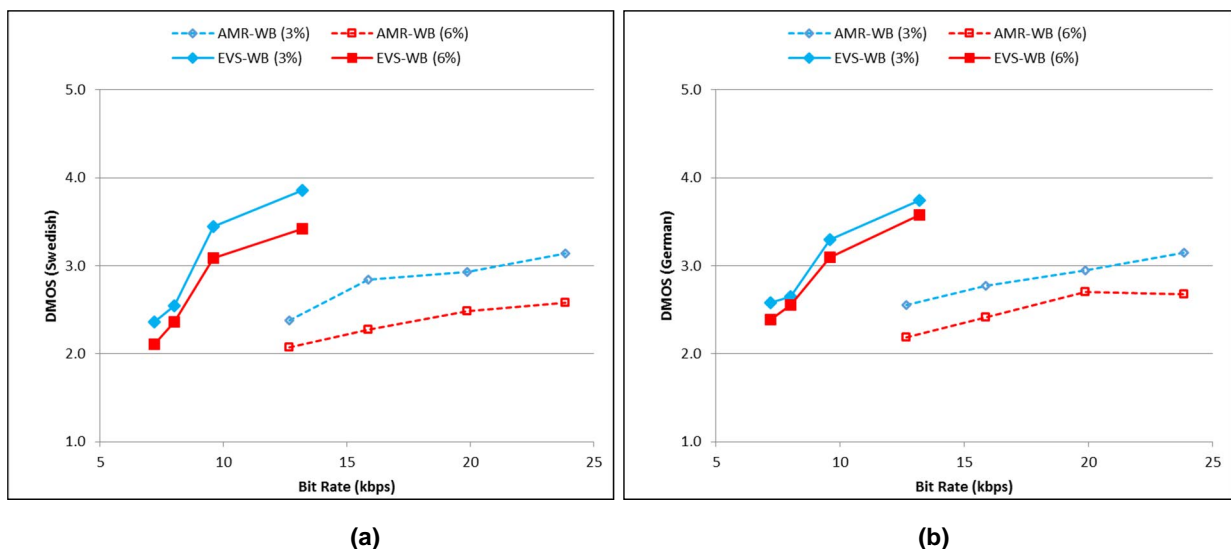 AMR-WB (3%) AMR-WB (6%)
EVS-WB (3%) EVS-WB (6%)
5.0
4.0
3.0
2.0
1.0
DMOS (Swedish)
5 10 15 20 25
Bit Rate (kbps)
(a)
AMR-WB (3%) AMR-WB (6%)
EVS-WB (3%) EVS-WB (6%)
5.0
4.0
3.0
2.0
1.0
DMOS (German)
5 10 15 20 25
Bit Rate (kbps)
(b)